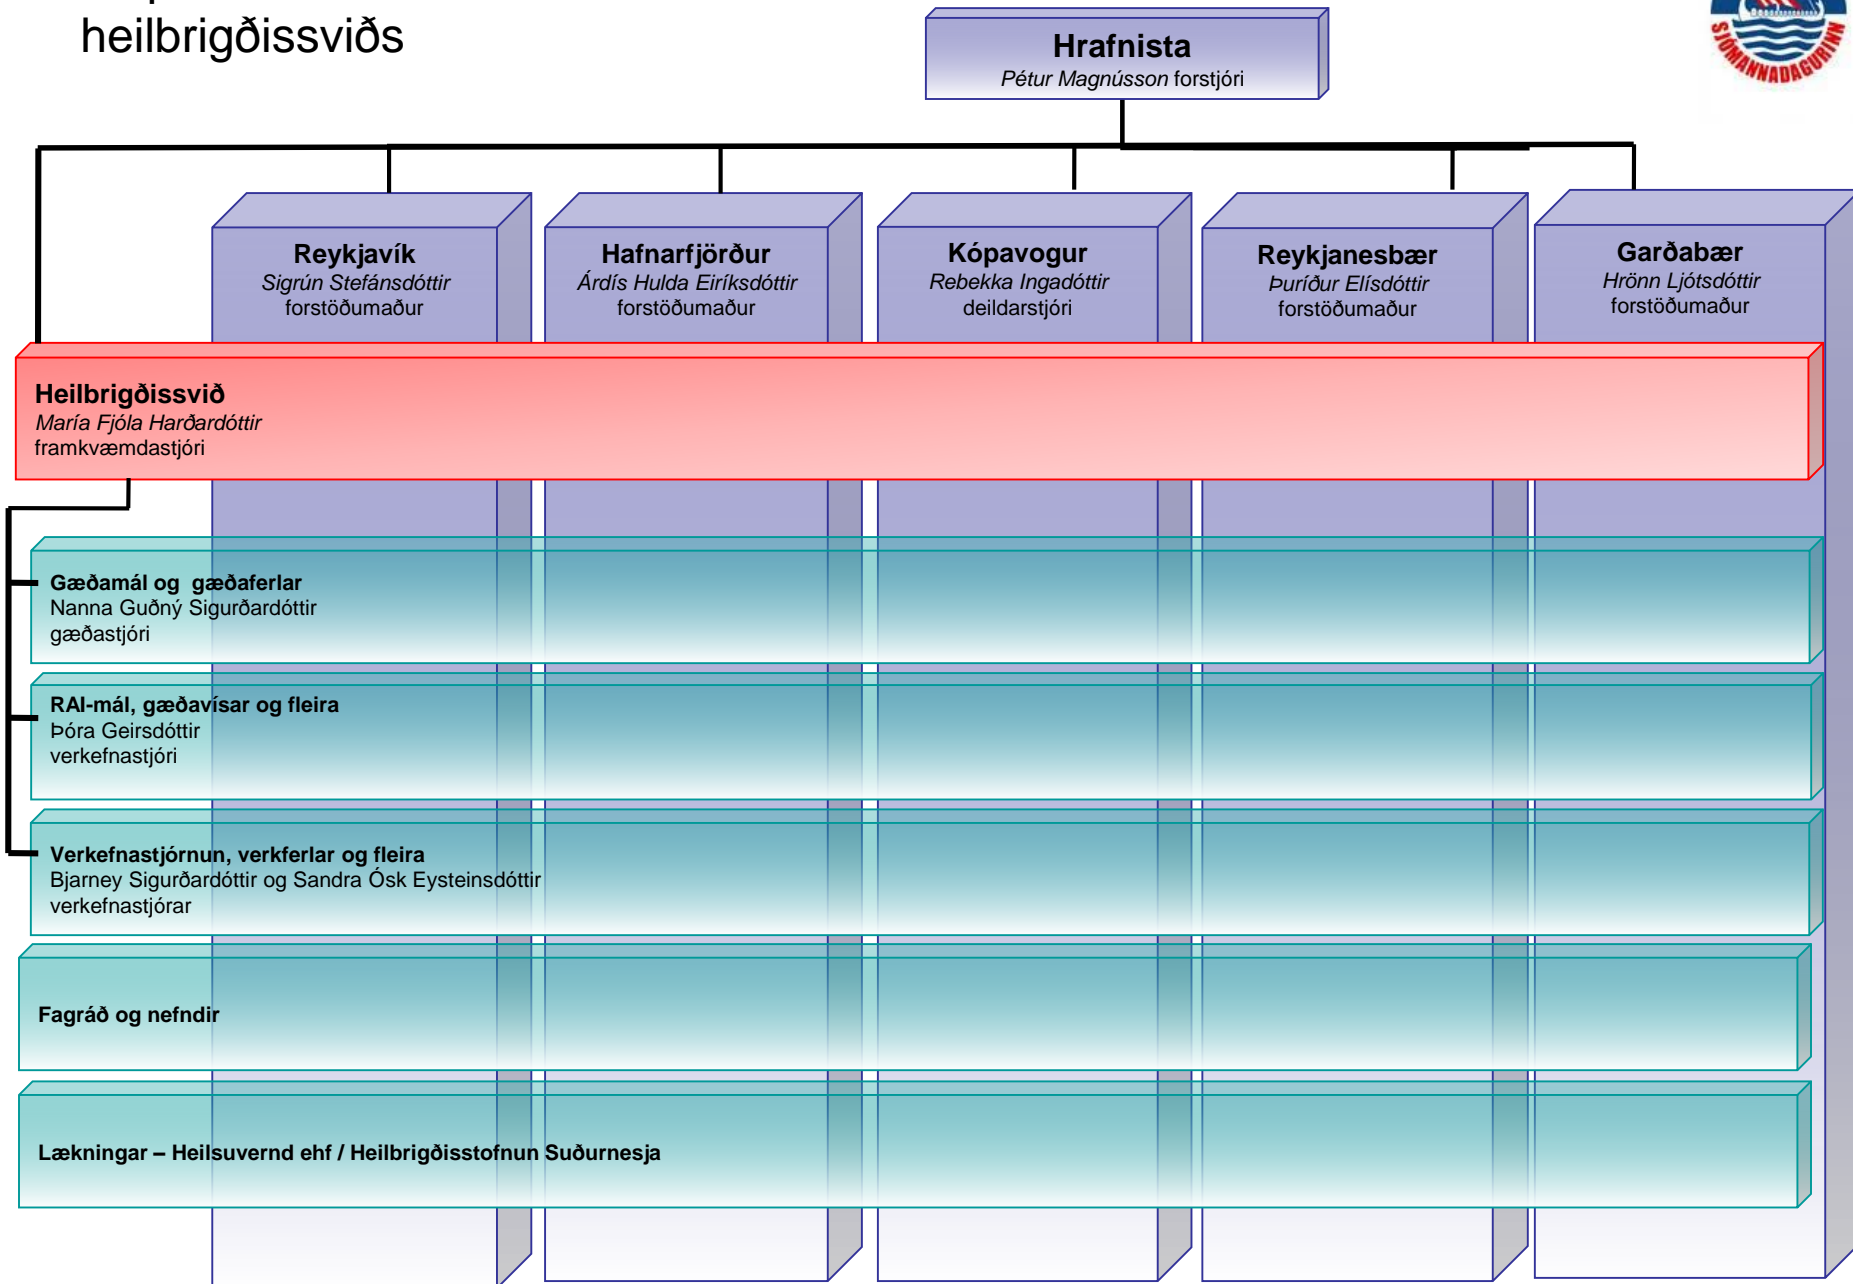 heilbrigðissviðs
SJÓMANNADAGURINN
Hrafnista
Pétur Magnússon forstjóri
Reykjavík
Sigrún Stefánsdóttir
forstöðumaður
Hafnarfjörður
Árdís Hulda Eiríksdóttir
forstöðumaður
Kópavogur
Rebekka Ingadóttir
deildarstjóri
Reykjanesbær
Þuríður Elísdóttir
forstöðumaður
Garðabær
Hrönn Ljótsdóttir
forstöðumaður
Heilbrigðissvið
María Fjóla Harðardóttir
framkvæmdastjóri
Gæðamál og  gæðaferlar
Nanna Guðný Sigurðardóttir
gæðastjóri
RAI-mál, gæðavísar og fleira
Þóra Geirsdóttir
verkefnastjóri
Verkefnastjórnun, verkferlar og fleira
Bjarney Sigurðardóttir og Sandra Ósk Eysteinsdóttir
verkefnastjórar
Fagráð og nefndir
Lækningar – Heilsuvernd ehf / Heilbrigðisstofnun Suðurnesja